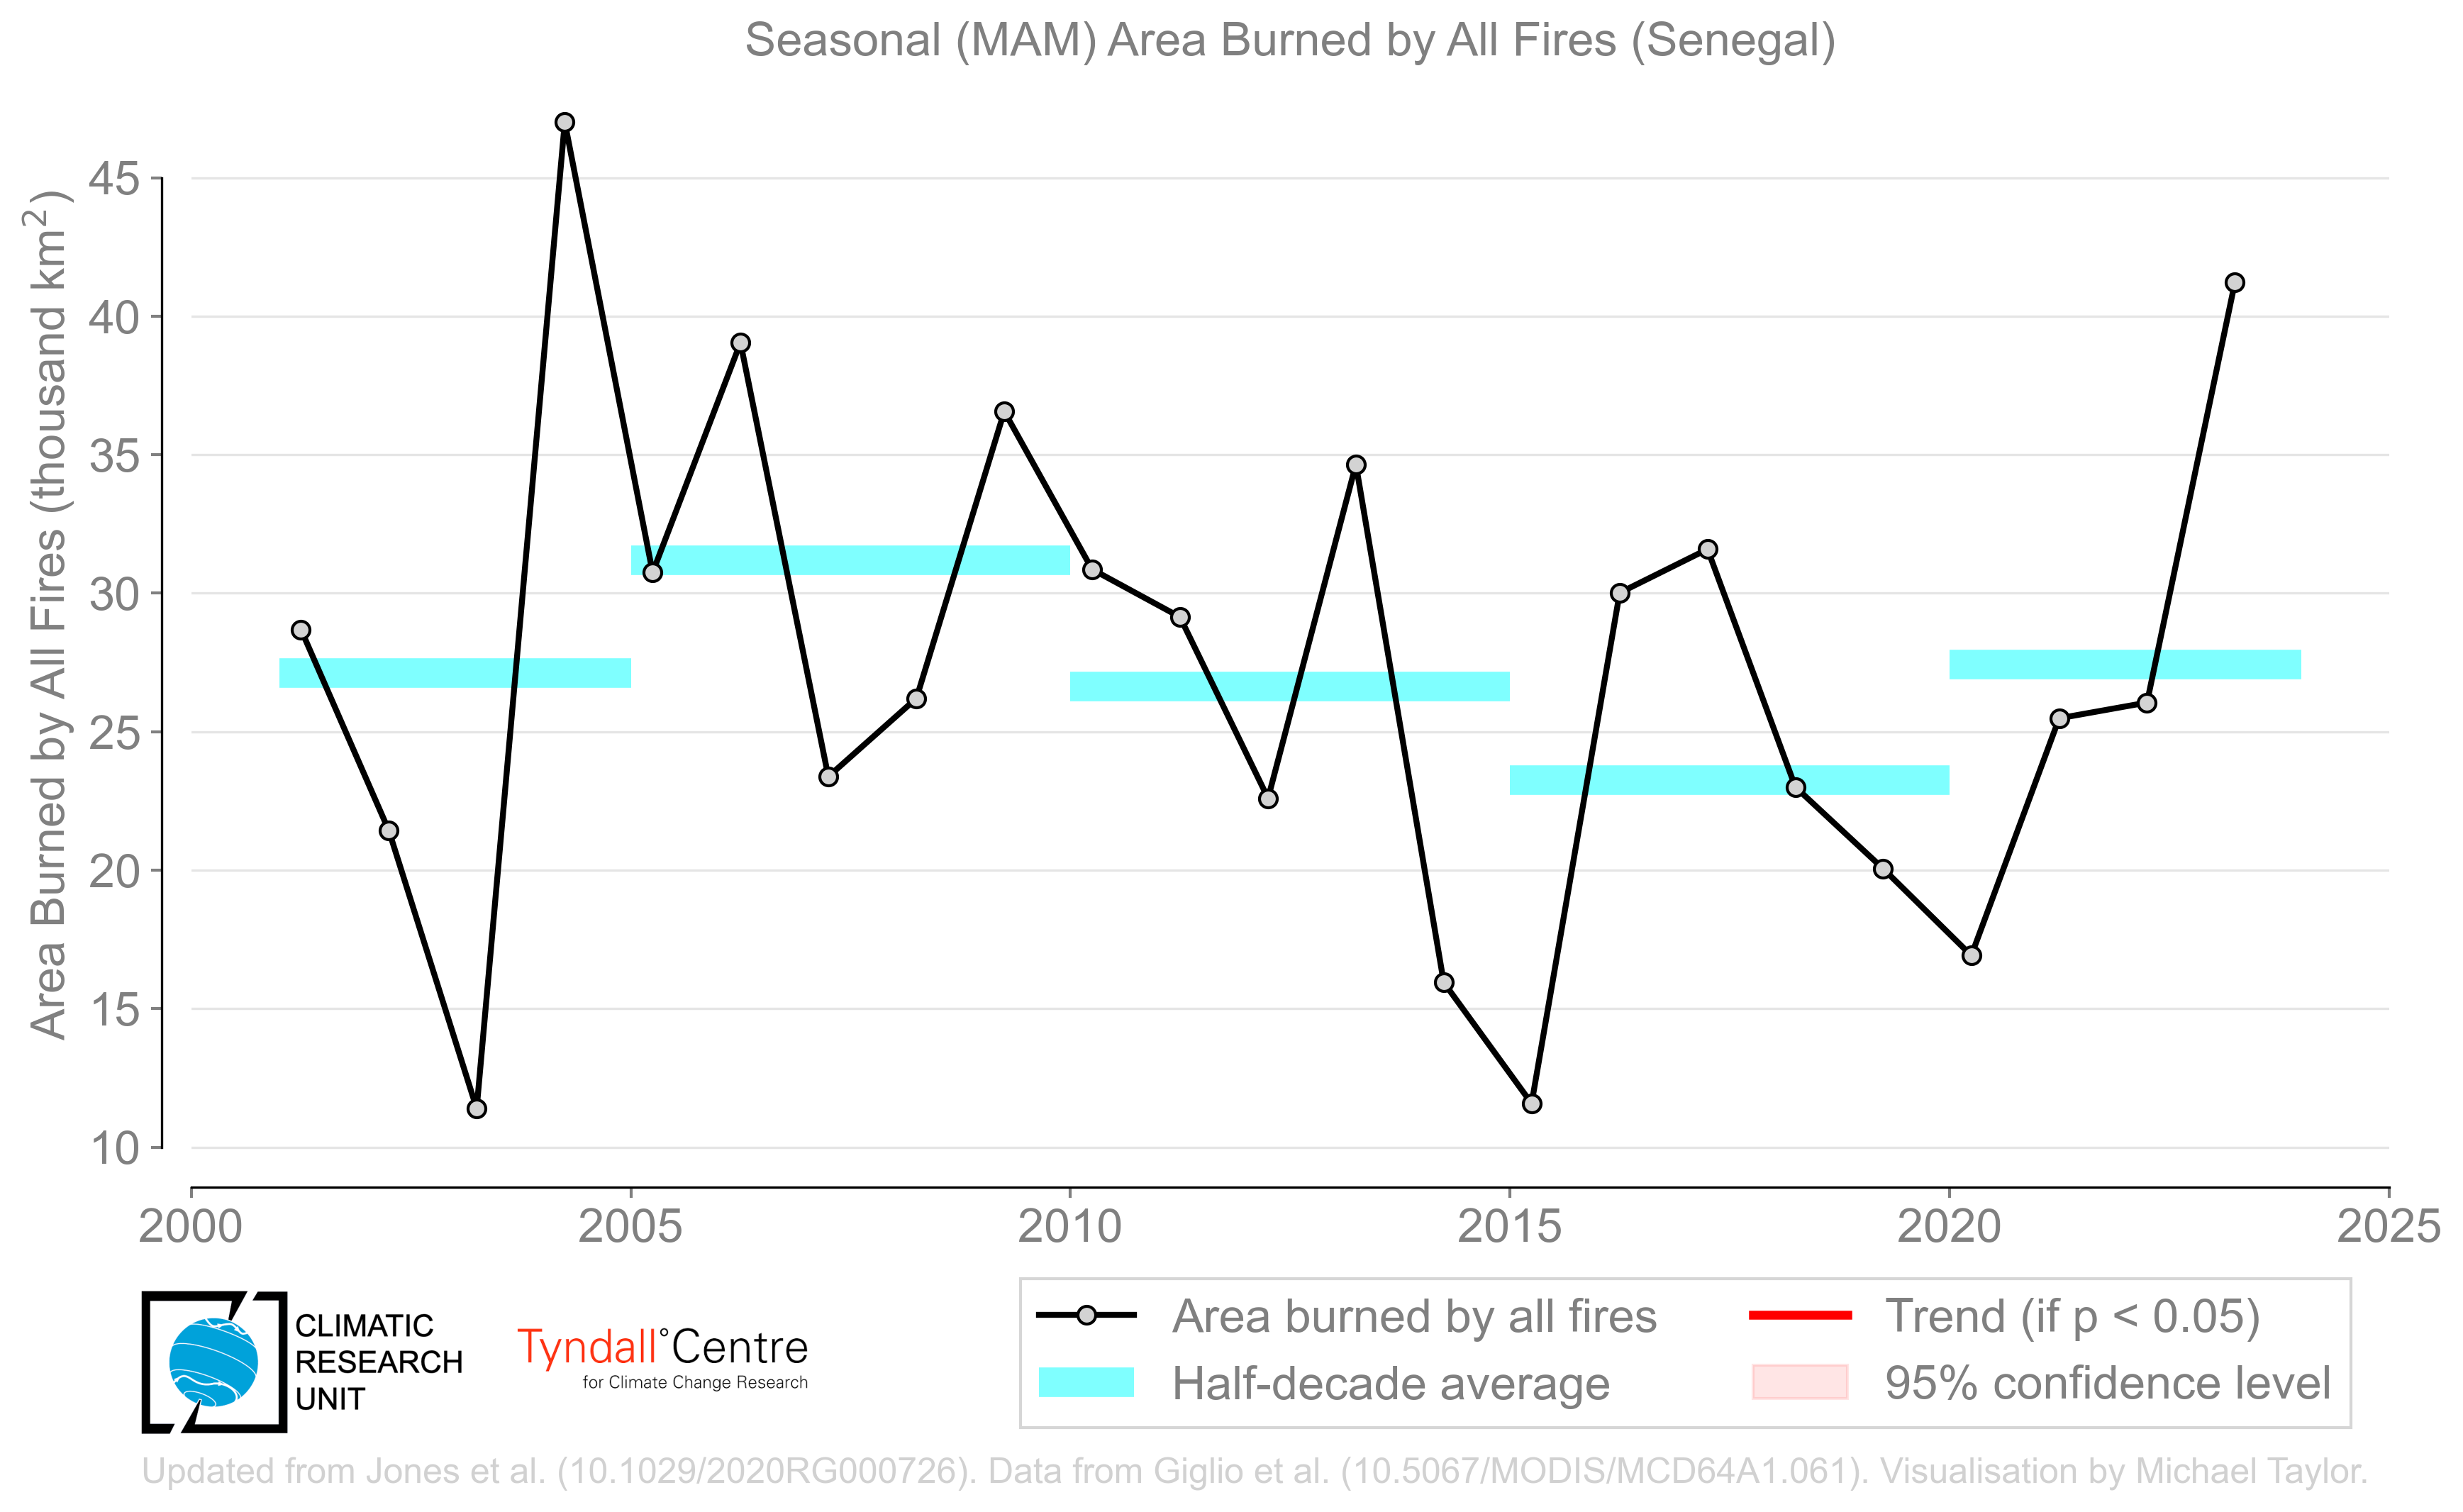 Seasonal (MAM) Area Burned by All Fires (Senegal)
Area Burned by All Fires (thousand km²)
45
40
35
30
25
20
15
10
2000 2005 2010 2015 2020 2025
CLIMATIC
RESEARCH
UNIT
Tyndall°Centre
for Climate Change Research
Area burned by all fires
Half-decade average
Trend (if p < 0.05)
95% confidence level
Updated from Jones et al. (10.1029/2020RG000726). Data from Giglio et al. (10.5067/MODIS/MCD64A1.061). Visualisation by Michael Taylor.